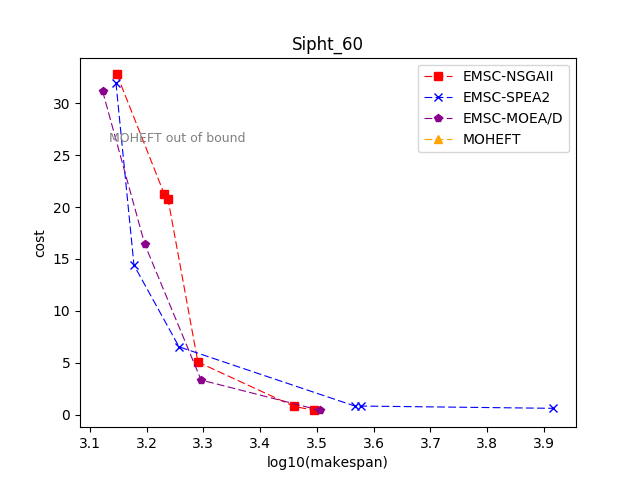 Sipht_60
EMSC-NSGAII
EMSC-SPEA2
EMSC-MOEA/D
MOHEFT
MOHEFT out of bound
cost
30
25
20
15
10
5
0
3.1 3.2 3.3 3.4 3.5 3.6 3.7 3.8 3.9
log10(makespan)